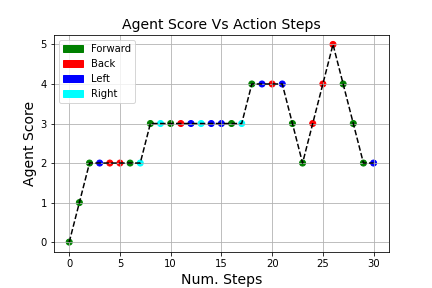 Agent Score Vs Action Steps
Agent Score
5
4
3
2
1
0
Forward
Back
Left
Right
0 5 10 15 20 25 30
Num. Steps